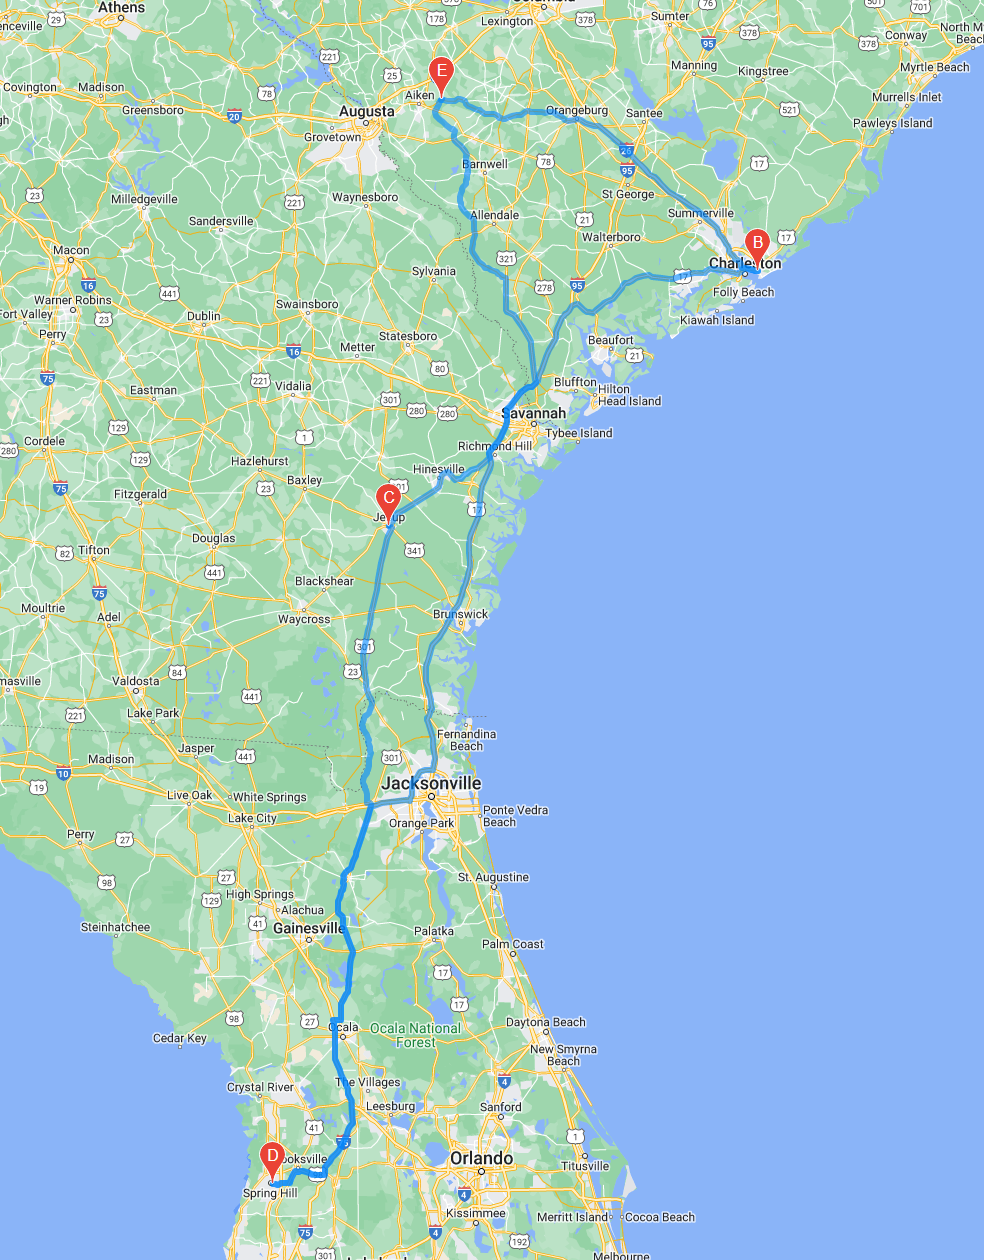 Athens
378
Lexington
378
Sumter
76
501
701
North M
Beac
29
enceville
178
221
95
378
378
Conway
Manning
Kingstree
Myrtle Beach
Covington
Madison
78
25
E
Aiken
20
Greensboro
Augusta
Orangeburg
Santee
521
Murrells Inlet
Pawleys Island
Grovetown
26
95
Barnwell
78
17
23
Milledgeville
221
Waynesboro
St George
Sandersville
Allendale
21
Summerville
Walterboro
17
B
Macon
321
Charleston
16
Sylvania
278
95
17
Folly Beach
Warner Robins
441
Swainsboro
Kiawah Island
Fort Valley
23
Dublin
Perry
Statesboro
Beaufort
21
16
Metter
80
75
221
Vidalia
Bluffton
Hilton
Head Island
Eastman
301
280
280
Savannah
129
1
Tybee Island
Cordele
280
129
Richmond Hill
Hazlehurst
Hinesville
75
Fitzgerald
23
Baxley
301
C
17
Jesup
Douglas
341
82
Tifton
441
Blackshear
75
Moultrie
Adel
Waycross
Brunswick
301
masville
84
23
Valdosta
441
221
Lake Park
Fernandina
Beach
Jasper
441
301
10
Madison
19
Jacksonville
Live Oak
White Springs
Lake City
Ponte Vedra
Beach
Orange Park
Perry
27
98
27
St. Augustine
129
High Springs
Alachua
Steinhatchee
41
Gainesville
Palatka
Palm Coast
17
98
27
17
Cedar Key
Ocala
Ocala National
Forest
Daytona Beach
New Smyrna
Beach
Crystal River
The Villages
4
Leesburg
Sanford
41
1
D
ooksville
Orlando
Titusville
Spring Hill
4
Kissimmee
Merritt Island
Cocoa Beach
75
301
4
192
Melbourne